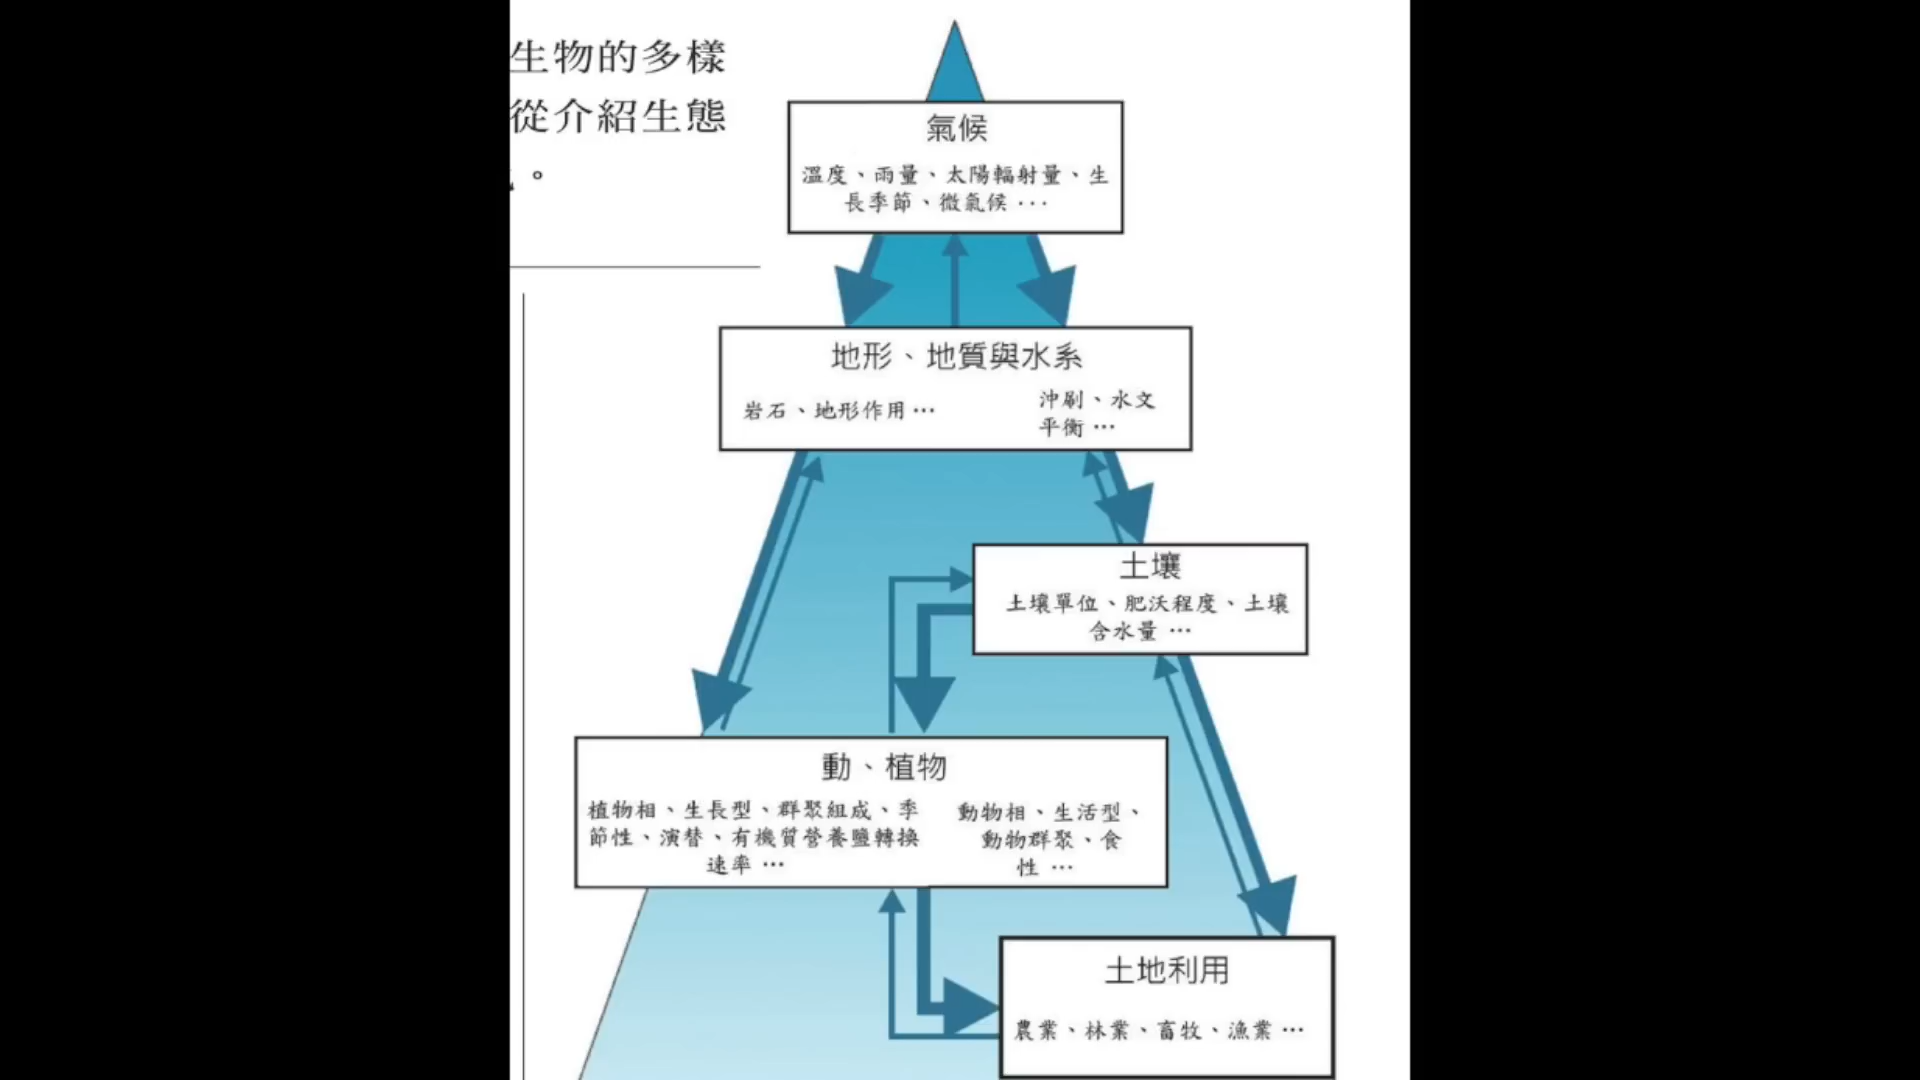 生物的多樣
從介紹生態
。
氣候
溫度、雨量、太陽輻射量、生
長季節、微氣候···
地形、地質與水系
岩石、地形作用…
沖刷、水文
平衡…
土壤
土壤單位、肥沃程度、土壤
含水量…
動、植物
植物相、生長型、群聚組成、季
節性、演替、有機質營養鹽轉換
速率…
動物相、生活型、
動物群聚、食
性…
土地利用
農業、林業、畜牧、漁業…